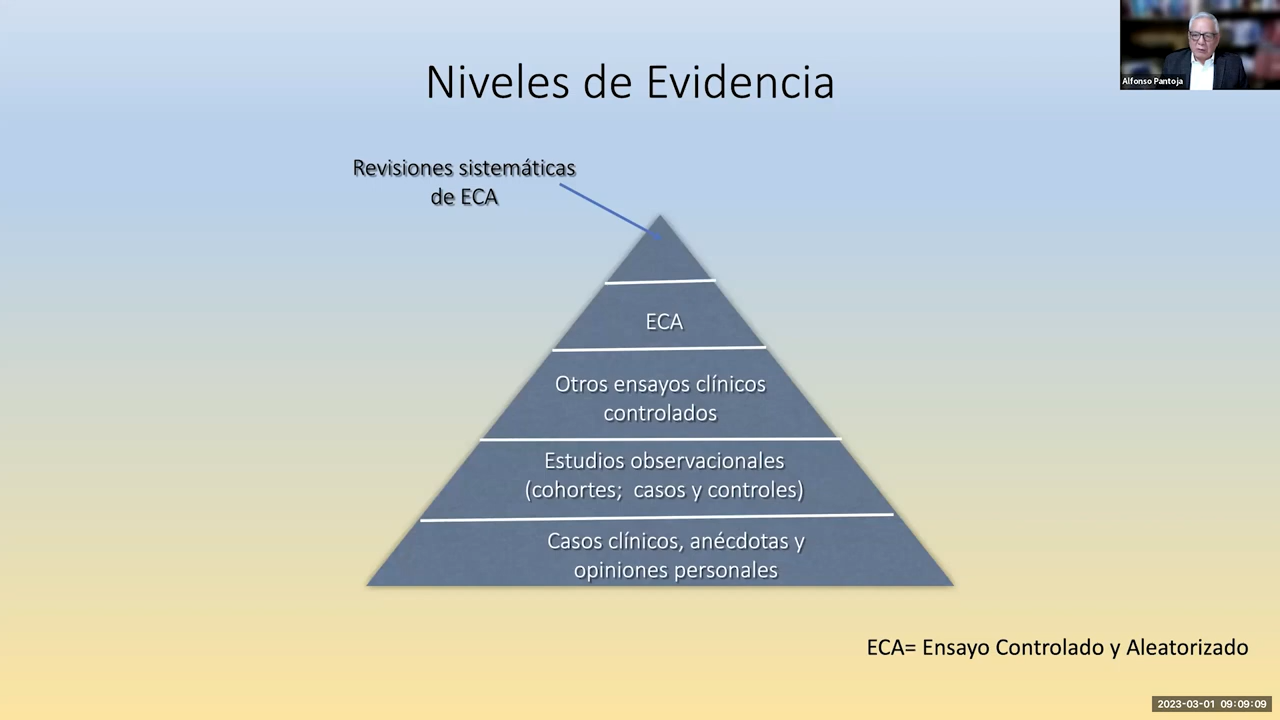 Alfonso Pantoja
Niveles de Evidencia
Revisiones sistemáticas
de ECA
ECA
Otros ensayos clínicos
controlados
Estudios observacionales
(cohortes; casos y controles)
Casos clínicos, anécdotas y
opiniones personales
ECA= Ensayo Controlado y Aleatorizado
2023-03-01 09:09:09